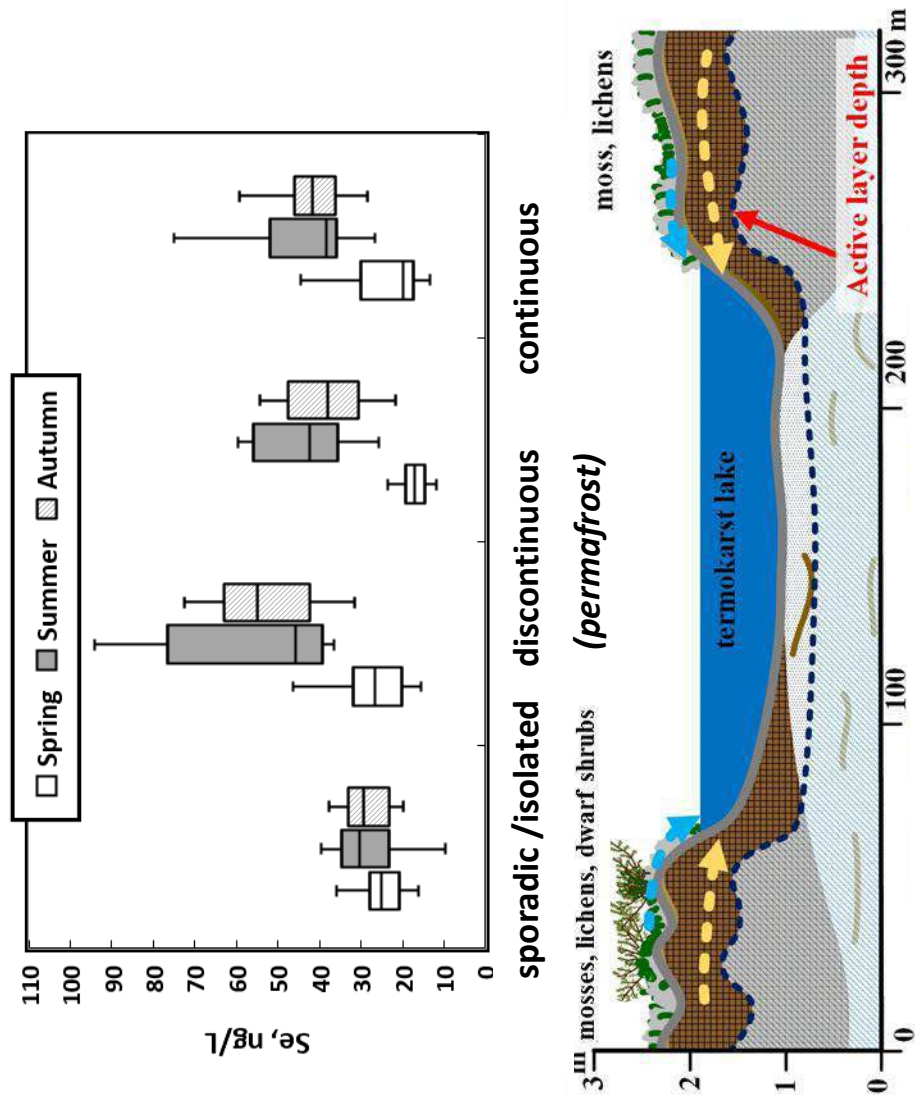 Spring Summer Autumn
110
100
90
80
70
60
50
40
30
20
10
0
Se, ng/L
sporadic /isolated discontinuous continuous
(permafrost)
m
mosses, lichens, dwarf shrubs
moss, lichens
termokarst lake
Active layer depth
3
2
1
0
0 100 200 300 m